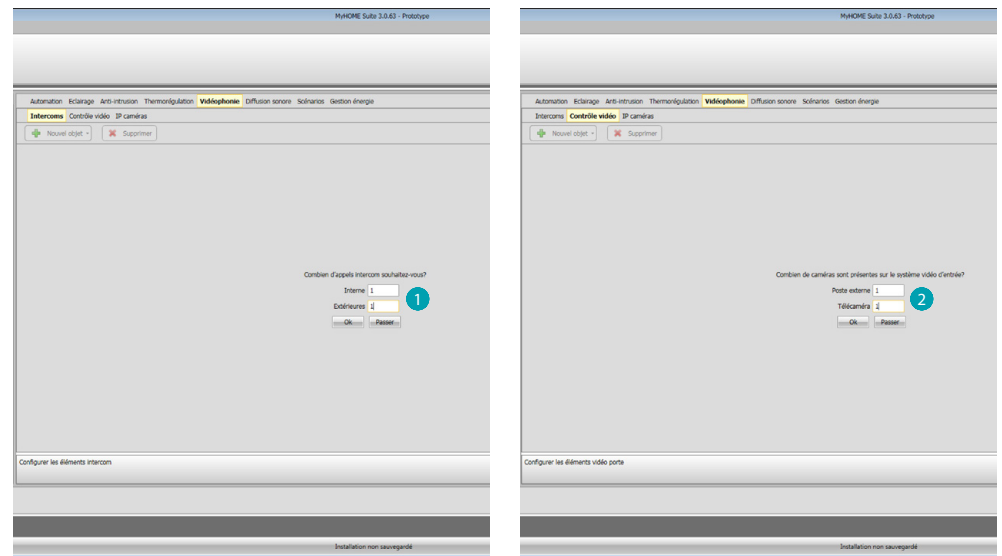 MyHOME Suite 3.0.63 - Prototype
Automation Eclairage Anti-intrusion Thermorégulation Vidéophonie Diffusion sonore Scénarios Gestion énergie
Intercoms Contrôle vidéo IP caméras
Nouvel objet Supprimer
Combien d'appels intercom souhaitez-vous?
Interne 1
Extérieures 1
1
Ok Passer
Configurer les éléments intercom
Installation non sauvegardé
MyHOME Suite 3.0.63 - Prototype
Automation Eclairage Anti-intrusion Thermorégulation Vidéophonie Diffusion sonore Scénarios Gestion énergie
Intercoms Contrôle vidéo IP caméras
Nouvel objet Supprimer
Combien de caméras sont présentes sur le système vidéo d'entrée?
Poste externe 1
Télécaméra 1
2
Ok Passer
Configurer les éléments vidéo porte
Installation non sauvegardé